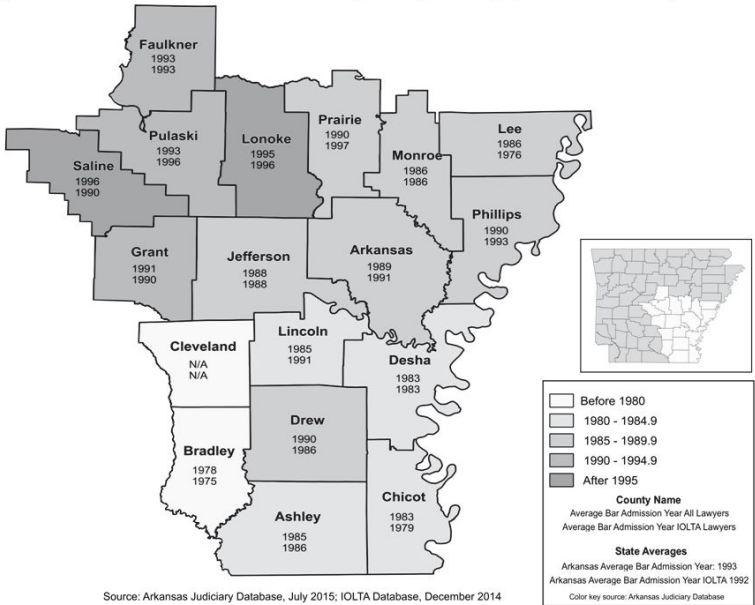 Faulkner
1993
1993
Pulaski
1993
1996
Lonoke
1995
1996
Prairie
1990
1997
Monroe
1986
1986
Lee
1986
1976
Saline
1996
1990
Phillips
1990
1993
Grant
1991
1990
Jefferson
1988
1988
Arkansas
1989
1991
Cleveland
N/A
N/A
Lincoln
1985
1991
Desha
1983
1983
Bradley
1978
1975
Drew
1990
1986
Chicot
1983
1979
Ashley
1985
1986
Before 1980
1980 - 1984.9
1985 - 1989.9
1990 - 1994.9
After 1995
County Name
Average Bar Admission Year All Lawyers
Average Bar Admission Year IOLTA Lawyers
State Averages
Arkansas Average Bar Admission Year: 1993
Arkansas Average Bar Admission Year IOLTA 1992
Color key source: Arkansas Judiciary Database
Source: Arkansas Judiciary Database, July 2015; IOLTA Database, December 2014